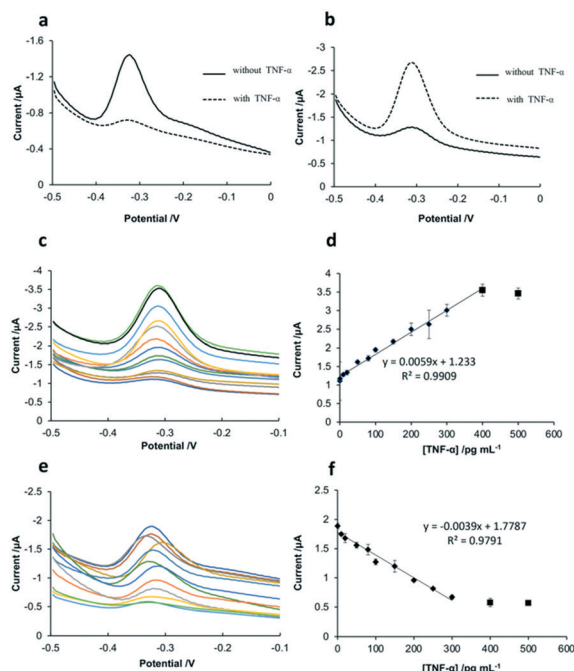 a
-1.6
-1.2
-0.8
-0.4
0
Current /µA
without TNF-α
with TNF-α
-0.5 -0.4 -0.3 -0.2 -0.1 0
Potential /V
b
-3
-2.5
-2
-1.5
-1
-0.5
0
Current /µA
without TNF-α
with TNF-α
-0.5 -0.4 -0.3 -0.2 -0.1 0
Potential /V
c
-4
-3.5
-3
-2.5
-2
-1.5
-1
-0.5
0
Current /µA
-0.5 -0.4 -0.3 -0.2 -0.1
Potential /V
d
4
3.5
3
2.5
2
1.5
1
0.5
0
Current /µA
y = 0.0059x + 1.233
R² = 0.9909
0 100 200 300 400 500 600
[TNF-α] /pg mL⁻¹
e
-2.5
-2
-1.5
-1
-0.5
0
Current /µA
-0.5 -0.4 -0.3 -0.2 -0.1
Potential /V
f
2.5
2
1.5
1
0.5
0
Current /µA
y = -0.0039x + 1.7787
R² = 0.9791
0 100 200 300 400 500 600
[TNF-α] /pg mL⁻¹